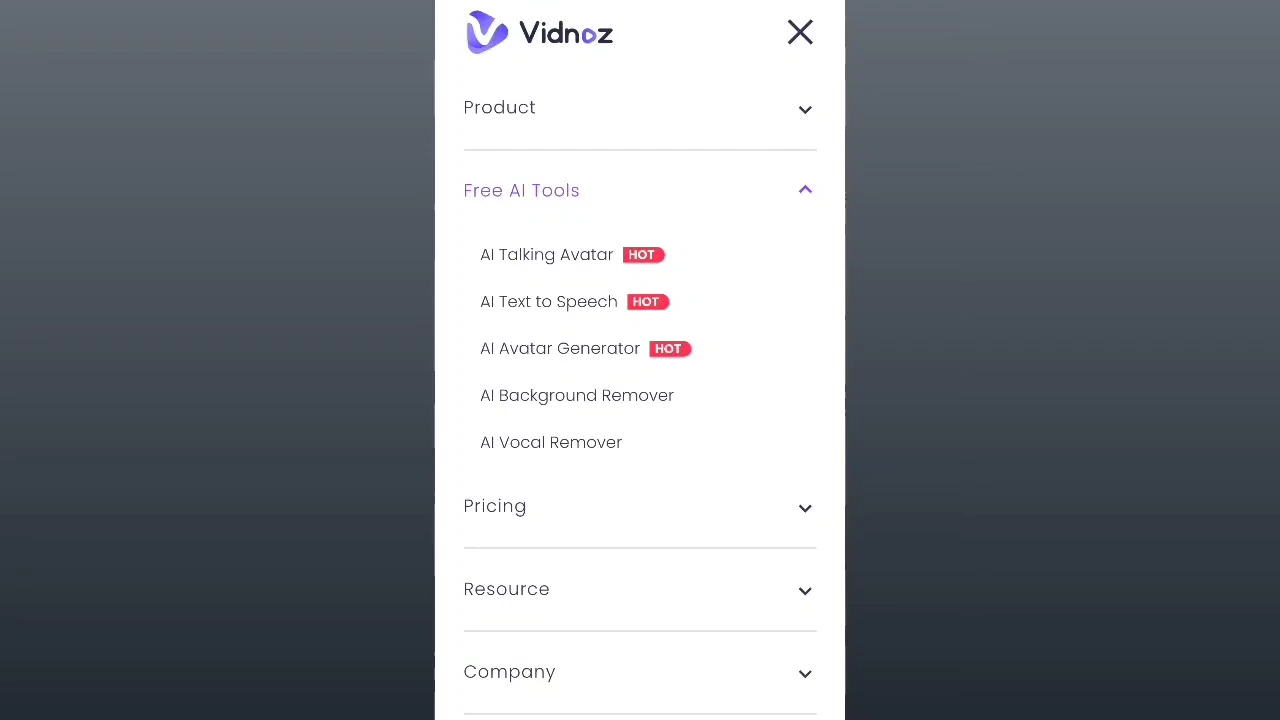 Vidnoz
Product
Free AI Tools
AI Talking Avatar HOT
AI Text to Speech HOT
AI Avatar Generator HOT
AI Background Remover
AI Vocal Remover
Pricing
Resource
Company